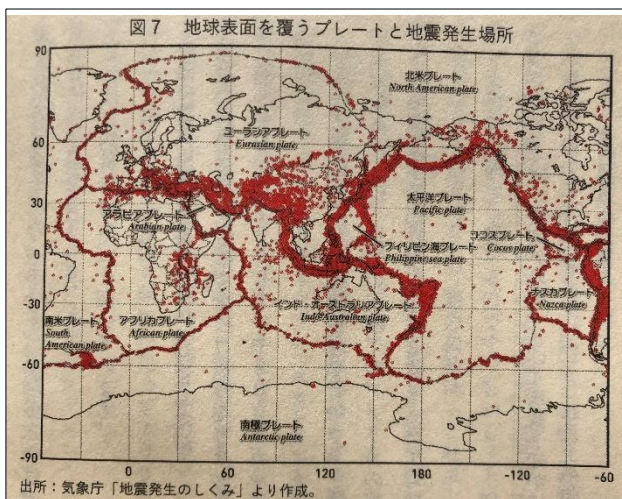 図7 地球表面を覆うプレートと地震発生場所
90
60
30
0
-30
-60
-90
北米プレート
North American plate
ユーラシアプレート
Eurasian plate
太平洋プレート
Pacific plate
アラビアプレート
Arabian plate
フィリピン海プレート
Philippine sea plate
ココスプレート
Cocos plate
インド・オーストラリアプレート
Indo Australian plate
ナスカプレート
Nazca plate
南米プレート
South
American plate
アフリカプレート
African plate
南極プレート
Antarctic plate
0
60
120
180
-120
-60
出所：気象庁「地震発生のしくみ」より作成。